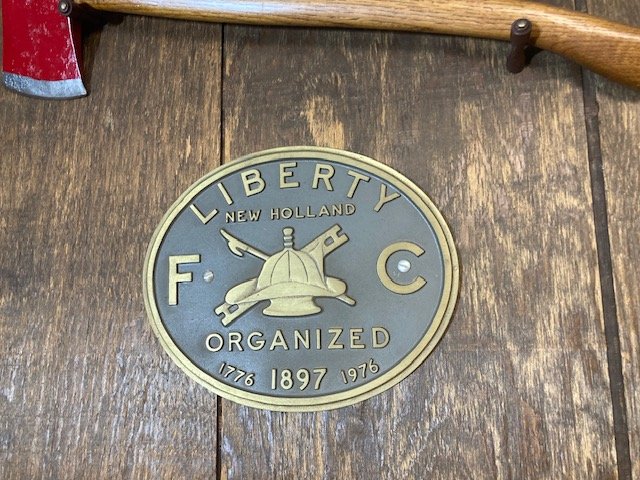 LIBERTY
NEW HOLLAND
F C
ORGANIZED
1776 1897 1976